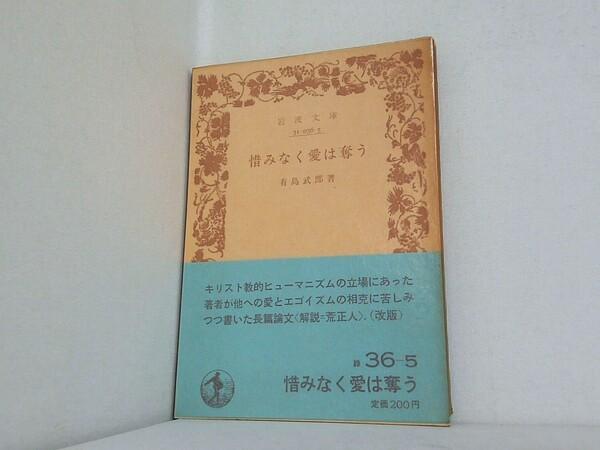 岩波文庫
31-036-5
惜みなく愛は奪う
有島武郎著
キリスト教的ヒューマニズムの立場にあった
著者が他への愛とエゴイズムの相克に苦しみ
つつ書いた長篇論文〈解説=荒正人〉.(改版)
緑 36-5
惜みなく愛は奪う
定価200円